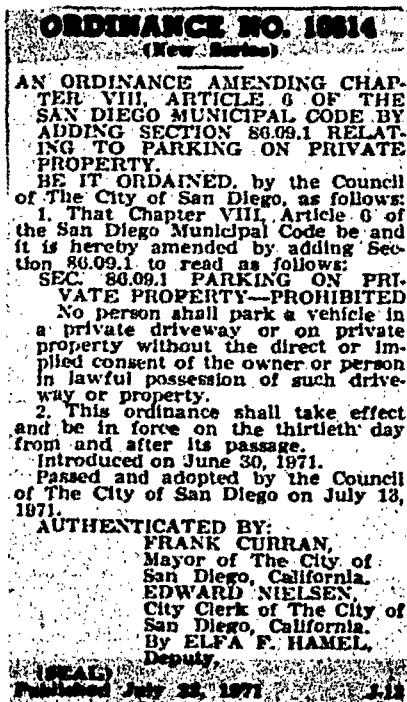 ORDINANCE NO. 10614
(New Series)
AN ORDINANCE AMENDING CHAP-
TER VIII, ARTICLE 6 OF THE
SAN DIEGO MUNICIPAL CODE BY
ADDING SECTION 86.09.1 RELAT-
ING TO PARKING ON PRIVATE
PROPERTY.
BE IT ORDAINED, by the Council
of The City of San Diego, as follows:
1. That Chapter VIII, Article 6 of
the San Diego Municipal Code be and
it is hereby amended by adding Sec-
tion 86.09.1 to read as follows:
SEC. 86.09.1 PARKING ON PRI-
VATE PROPERTY—PROHIBITED
No person shall park a vehicle in
a private driveway or on private
property without the direct or im-
plied consent of the owner or person
in lawful possession of such drive-
way or property.
2. This ordinance shall take effect
and be in force on the thirtieth day
from and after its passage.
Introduced on June 30, 1971.
Passed and adopted by the Council
of The City of San Diego on July 13,
1971.
AUTHENTICATED BY:
FRANK CURRAN,
Mayor of The City of
San Diego, California.
EDWARD NIELSEN,
City Clerk of The City of
San Diego, California.
By ELFA F. HAMEL,
Deputy.
(SEAL)
Published July 1971